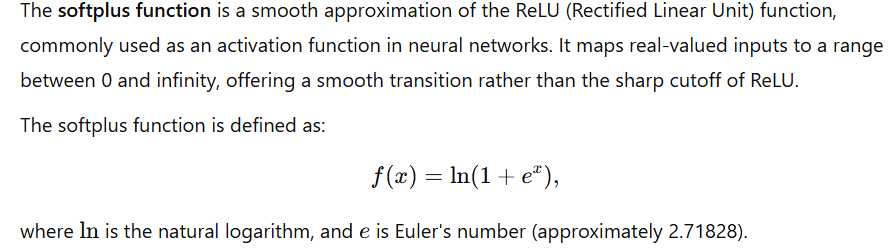 The softplus function is a smooth approximation of the ReLU (Rectified Linear Unit) function,
commonly used as an activation function in neural networks. It maps real-valued inputs to a range
between 0 and infinity, offering a smooth transition rather than the sharp cutoff of ReLU.
The softplus function is defined as:
f(x) = ln(1 + eˣ),
where ln is the natural logarithm, and e is Euler's number (approximately 2.71828).